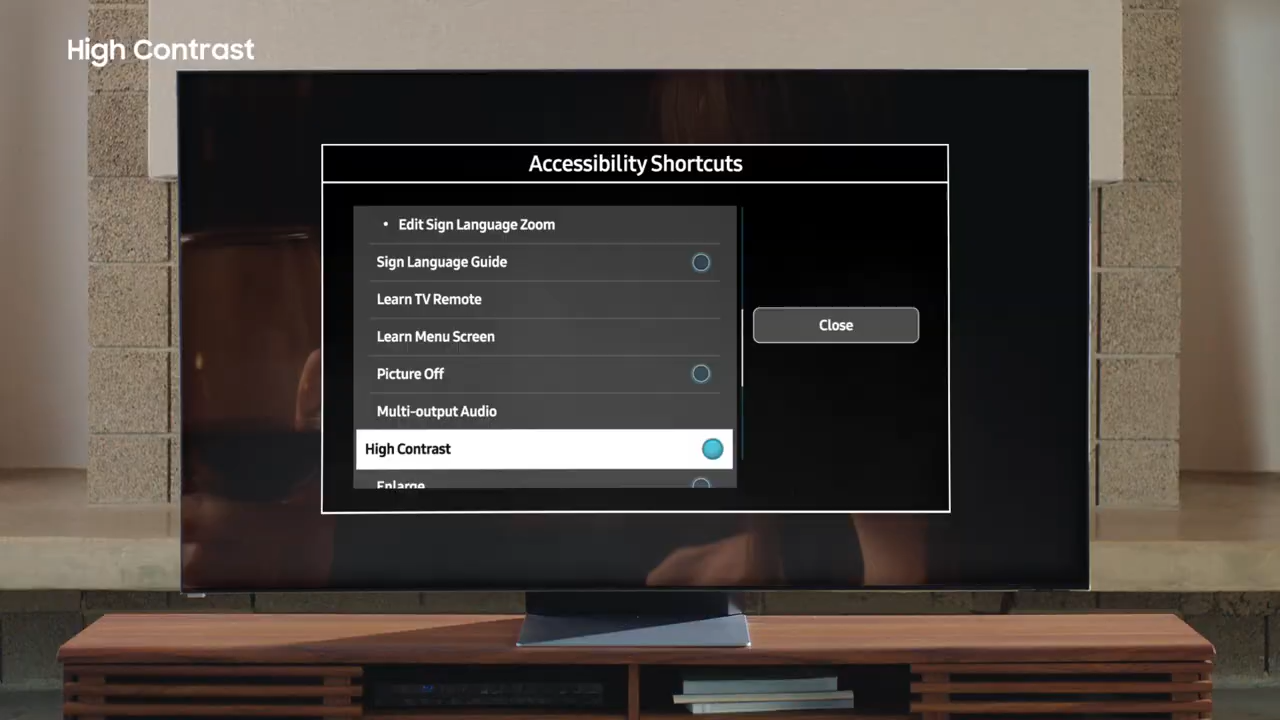 High Contrast
Accessibility Shortcuts
• Edit Sign Language Zoom
Sign Language Guide
Learn TV Remote
Learn Menu Screen
Picture Off
Multi-output Audio
High Contrast
Enlarge
Close